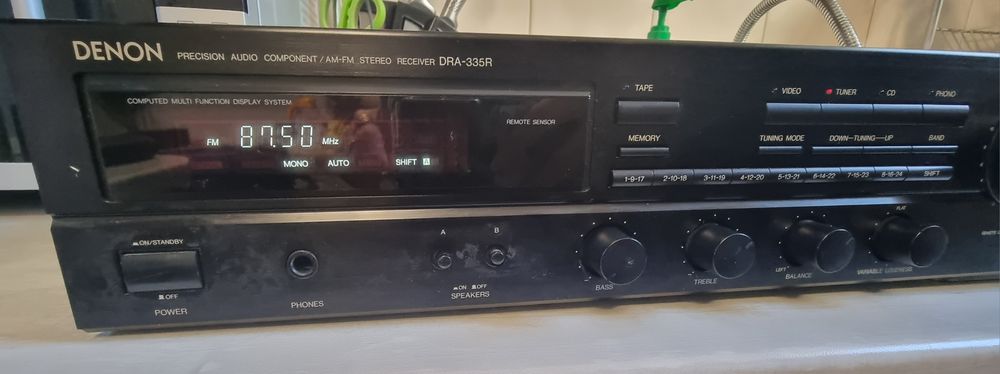 DENON PRECISION AUDIO COMPONENT / AM-FM STEREO RECEIVER DRA-335R
COMPUTED MULTI FUNCTION DISPLAY SYSTEM
REMOTE SENSOR
FM 87.50 MHz
MONO AUTO SHIFT A
TAPE VIDEO TUNER CD PHONO
MEMORY TUNING MODE DOWN-TUNING-UP BAND
1-9-17 2-10-18 3-11-19 4-12-20 5-13-21 6-14-22 7-15-23 8-16-24 SHIFT
ON/STANDBY
OFF
POWER
PHONES
A B
ON OFF
SPEAKERS
BASS
TREBLE
LEFT
BALANCE
FLAT
VARIABLE LOUDNESS